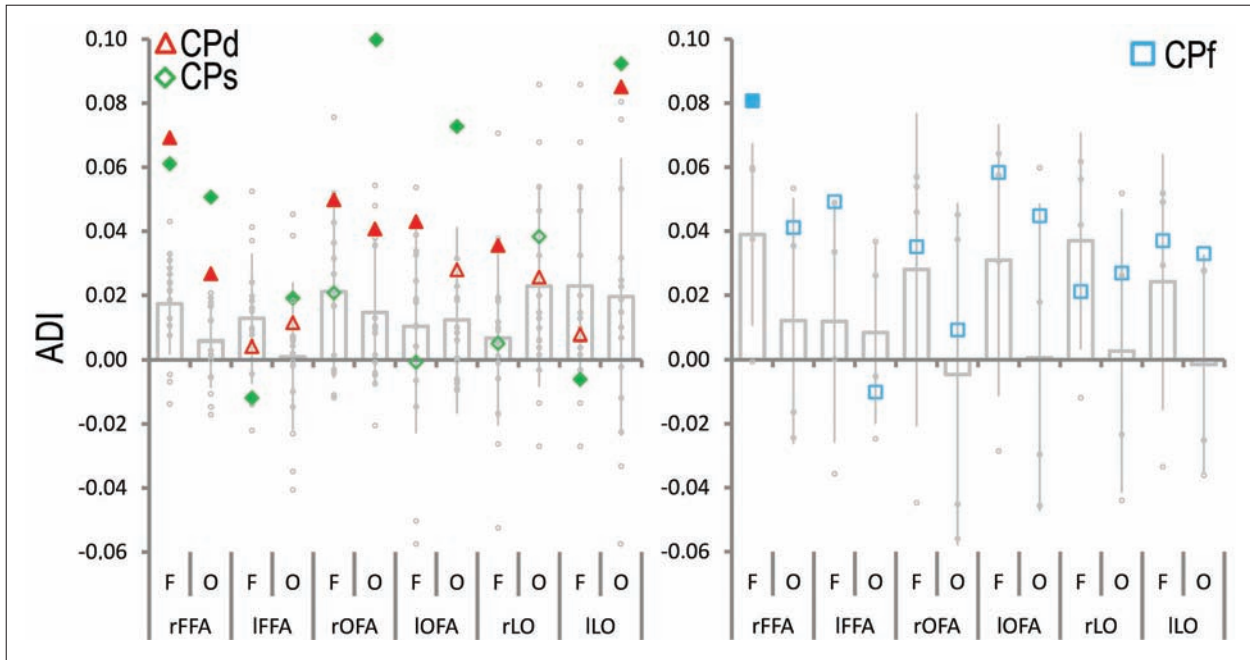 CPd
CPs
CPf
ADI
0.10
0.08
0.06
0.04
0.02
0.00
-0.02
-0.04
-0.06
F O F O F O F O F O F O
rFFA lFFA rOFA lOFA rLO lLO
0.10
0.08
0.06
0.04
0.02
0.00
-0.02
-0.04
-0.06
F O F O F O F O F O F O
rFFA lFFA rOFA lOFA rLO lLO